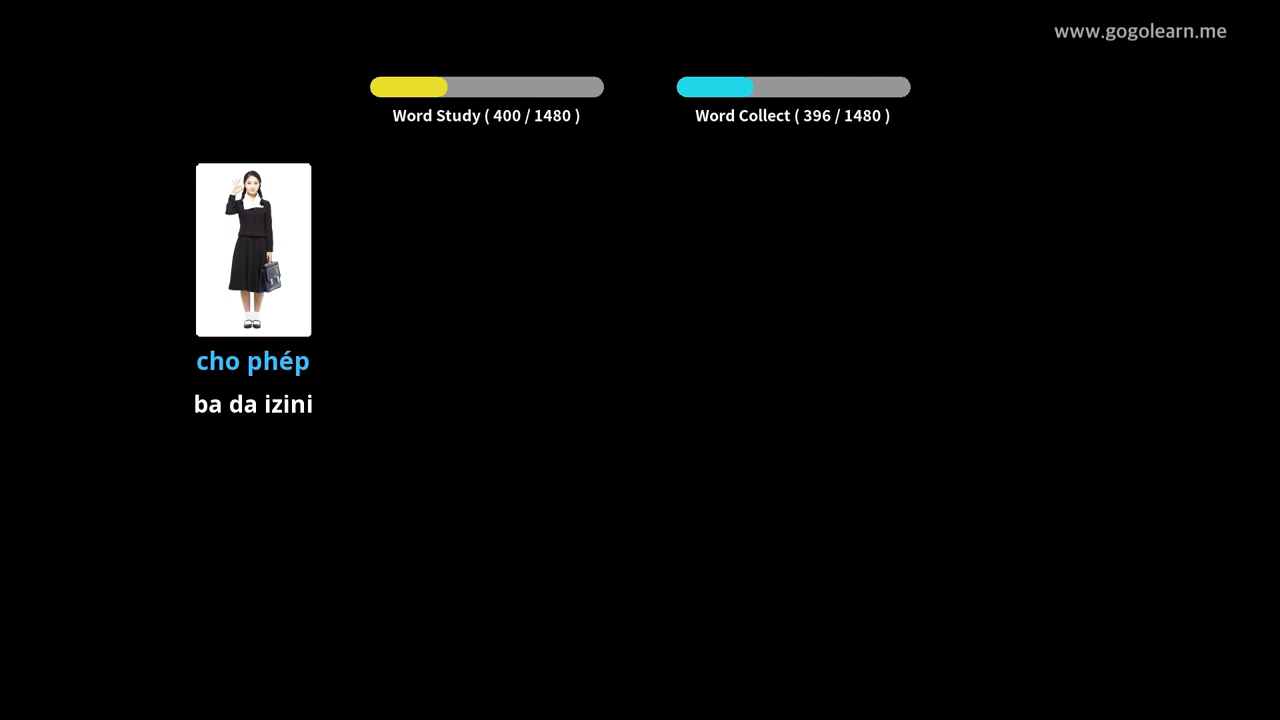 www.gogolearn.me
Word Study ( 400 / 1480 )
Word Collect ( 396 / 1480 )
cho phép
ba da izini